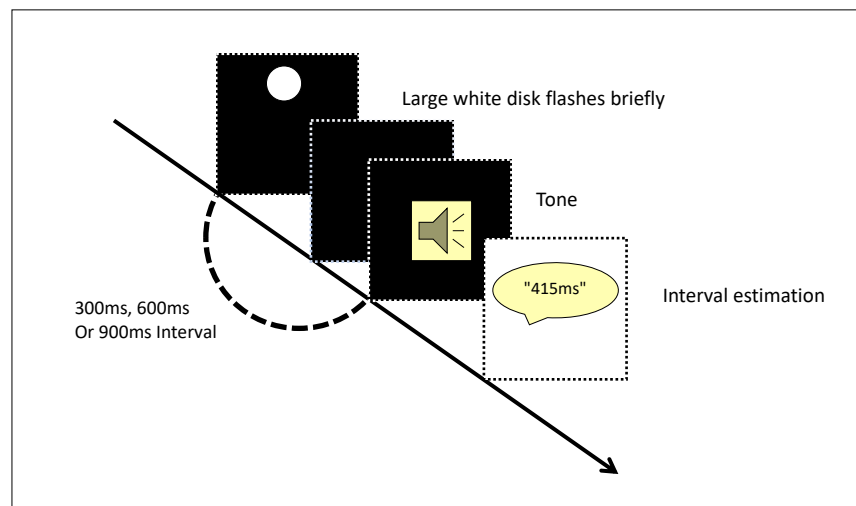 Large white disk flashes briefly
Tone
"415ms"
Interval estimation
300ms, 600ms
Or 900ms Interval